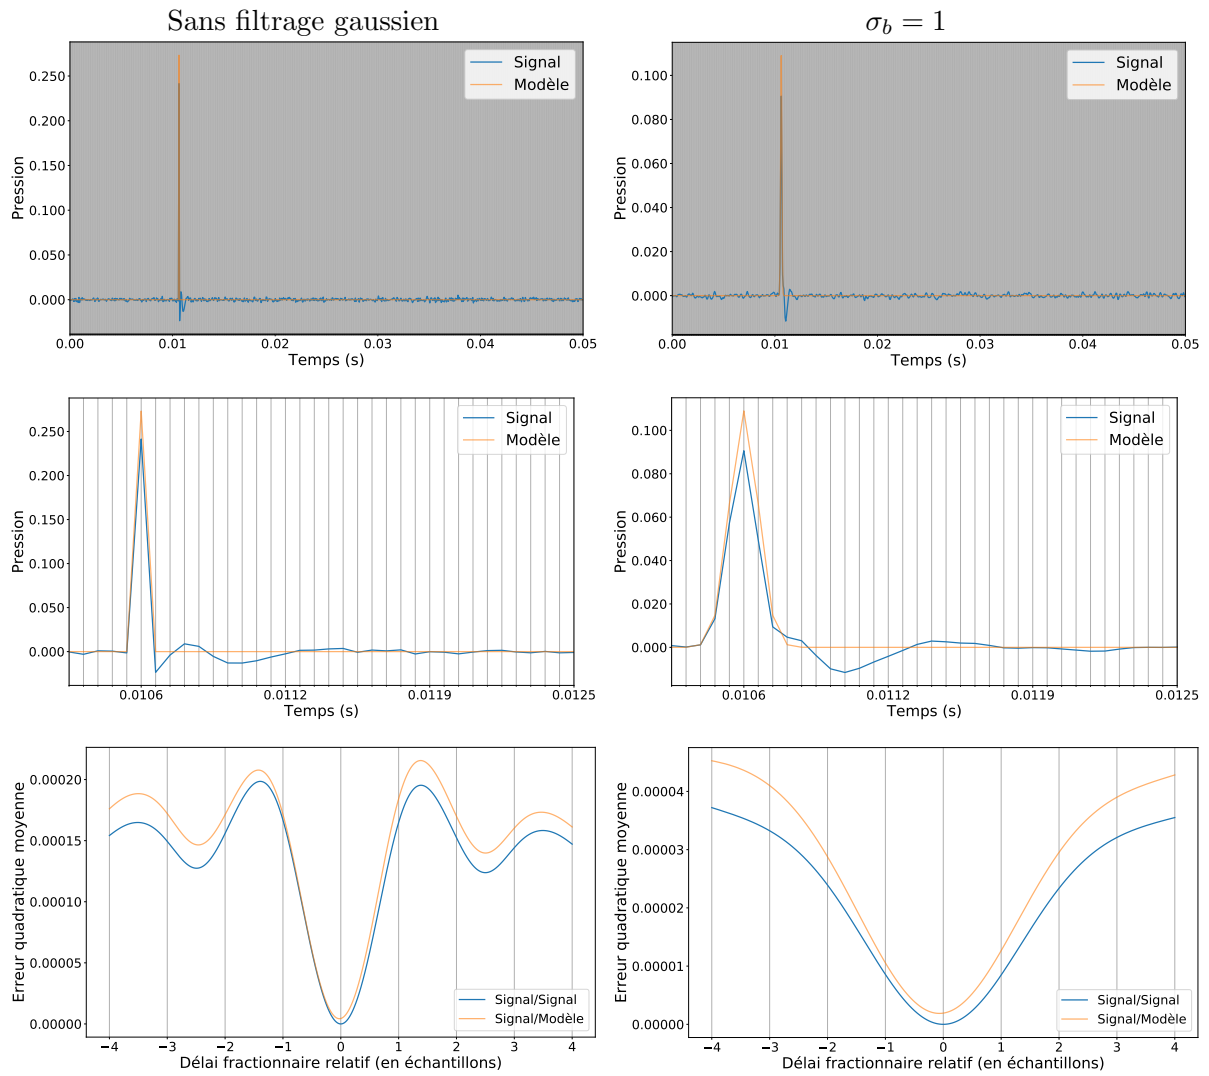 Sans filtrage gaussien
σ_b = 1
0.250
0.200
0.150
0.100
0.050
0.000
Pression
Signal
Modèle
0.00
0.01
0.02
0.03
0.04
0.05
Temps (s)
0.100
0.080
0.060
0.040
0.020
0.000
Pression
Signal
Modèle
0.00
0.01
0.02
0.03
0.04
0.05
Temps (s)
0.250
0.200
0.150
0.100
0.050
0.000
Pression
Signal
Modèle
0.0106
0.0112
0.0119
0.0125
Temps (s)
0.100
0.080
0.060
0.040
0.020
0.000
Pression
Signal
Modèle
0.0106
0.0112
0.0119
0.0125
Temps (s)
0.00020
0.00015
0.00010
0.00005
0.00000
Erreur quadratique moyenne
Signal/Signal
Signal/Modèle
−4
−3
−2
−1
0
1
2
3
4
Délai fractionnaire relatif (en échantillons)
0.00004
0.00003
0.00002
0.00001
0.00000
Erreur quadratique moyenne
Signal/Signal
Signal/Modèle
−4
−3
−2
−1
0
1
2
3
4
Délai fractionnaire relatif (en échantillons)